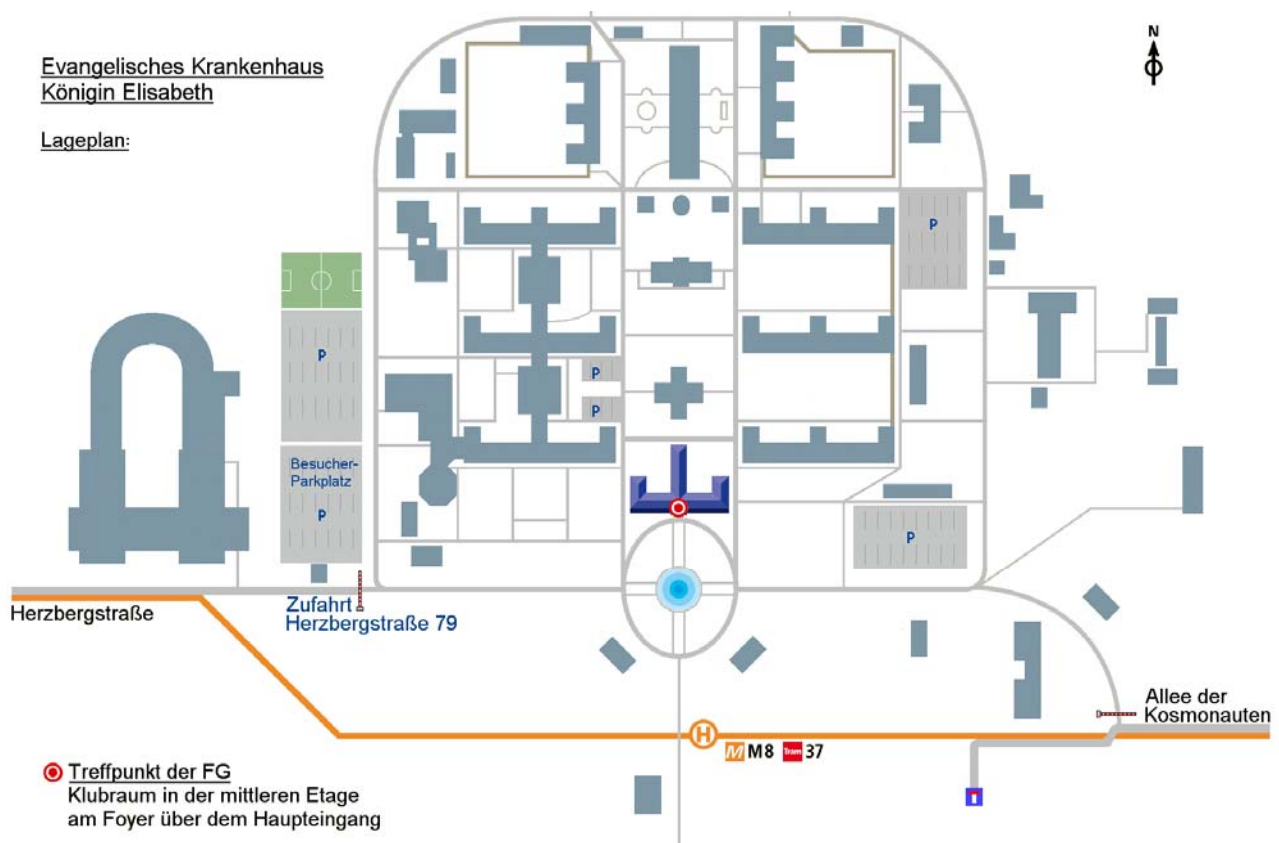 Evangelisches Krankenhaus
Königin Elisabeth
Lageplan:
N
P
P
P
P
Besucher-
Parkplatz
P
P
Herzbergstraße
Zufahrt
Herzbergstraße 79
Allee der
Kosmonauten
H
M M8 Tram 37
Treffpunkt der FG
Klubraum in der mittleren Etage
am Foyer über dem Haupteingang